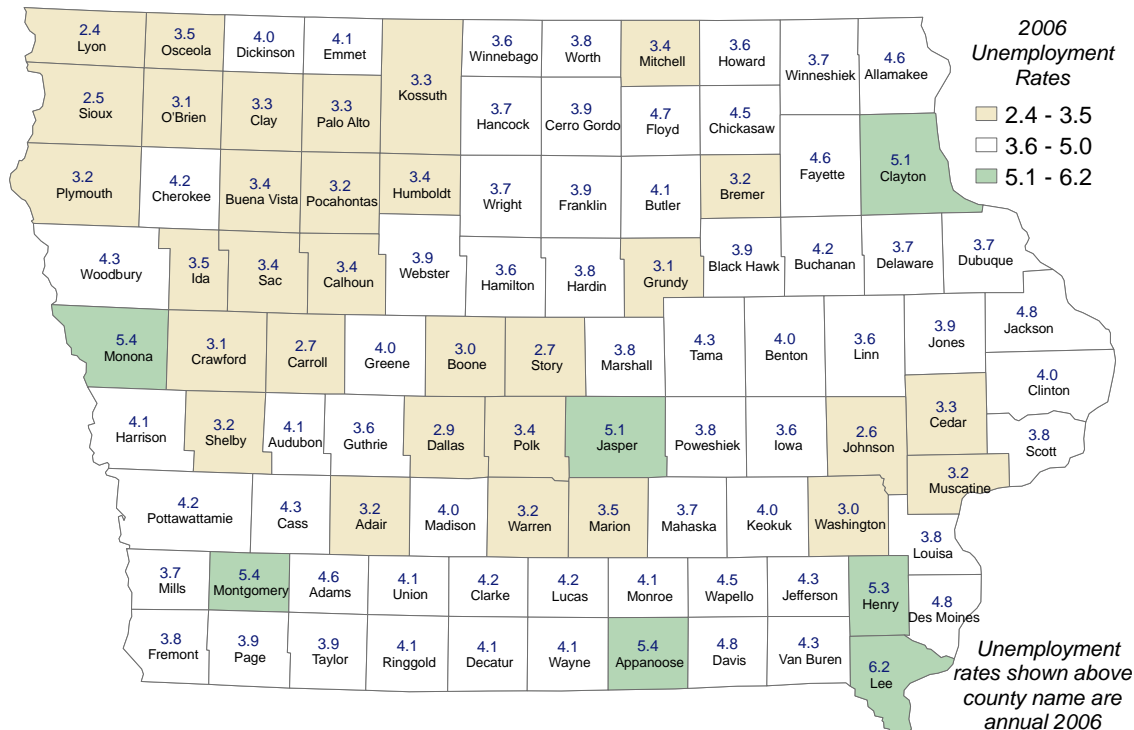 2006
Unemployment
Rates
2.4 - 3.5
3.6 - 5.0
5.1 - 6.2
2.4
Lyon
3.5
Osceola
4.0
Dickinson
4.1
Emmet
3.3
Kossuth
3.6
Winnebago
3.8
Worth
3.4
Mitchell
3.6
Howard
3.7
Winneshiek
4.6
Allamakee
2.5
Sioux
3.1
O'Brien
3.3
Clay
3.3
Palo Alto
3.7
Hancock
3.9
Cerro Gordo
4.7
Floyd
4.5
Chickasaw
4.6
Fayette
5.1
Clayton
3.2
Plymouth
4.2
Cherokee
3.4
Buena Vista
3.2
Pocahontas
3.4
Humboldt
3.7
Wright
3.9
Franklin
4.1
Butler
3.2
Bremer
4.3
Woodbury
3.5
Ida
3.4
Sac
3.4
Calhoun
3.9
Webster
3.6
Hamilton
3.8
Hardin
3.1
Grundy
3.9
Black Hawk
4.2
Buchanan
3.7
Delaware
3.7
Dubuque
5.4
Monona
3.1
Crawford
2.7
Carroll
4.0
Greene
3.0
Boone
2.7
Story
3.8
Marshall
4.3
Tama
4.0
Benton
3.6
Linn
3.9
Jones
4.8
Jackson
4.0
Clinton
4.1
Harrison
3.2
Shelby
4.1
Audubon
3.6
Guthrie
2.9
Dallas
3.4
Polk
5.1
Jasper
3.8
Poweshiek
3.6
Iowa
2.6
Johnson
3.3
Cedar
3.8
Scott
3.2
Muscatine
4.2
Pottawattamie
4.3
Cass
3.2
Adair
4.0
Madison
3.2
Warren
3.5
Marion
3.7
Mahaska
4.0
Keokuk
3.0
Washington
3.8
Louisa
3.7
Mills
5.4
Montgomery
4.6
Adams
4.1
Union
4.2
Clarke
4.2
Lucas
4.1
Monroe
4.5
Wapello
4.3
Jefferson
5.3
Henry
4.8
Des Moines
3.8
Fremont
3.9
Page
3.9
Taylor
4.1
Ringgold
4.1
Decatur
4.1
Wayne
5.4
Appanoose
4.8
Davis
4.3
Van Buren
6.2
Lee
Unemployment
rates shown above
county name are
annual 2006